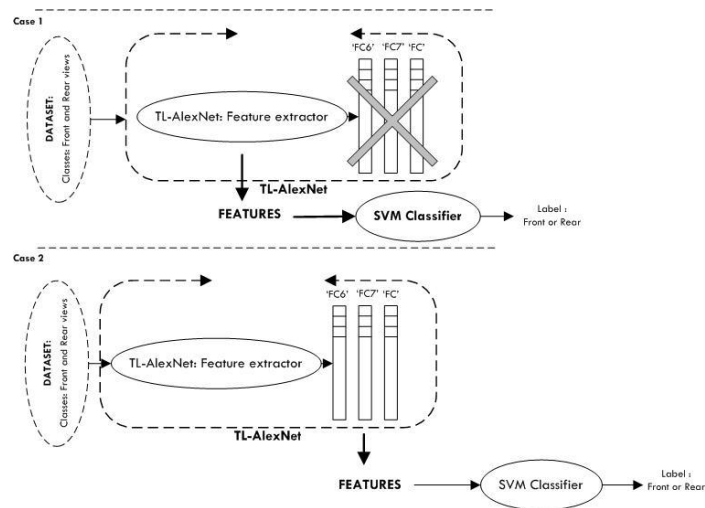 Case 1
'FC6' 'FC7' 'FC'
DATASET:
Classes: Front and Rear views
TL-AlexNet: Feature extractor
TL-AlexNet
FEATURES
SVM Classifier
Label :
Front or Rear
Case 2
'FC6' 'FC7' 'FC'
DATASET:
Classes: Front and Rear views
TL-AlexNet: Feature extractor
TL-AlexNet
FEATURES
SVM Classifier
Label :
Front or Rear